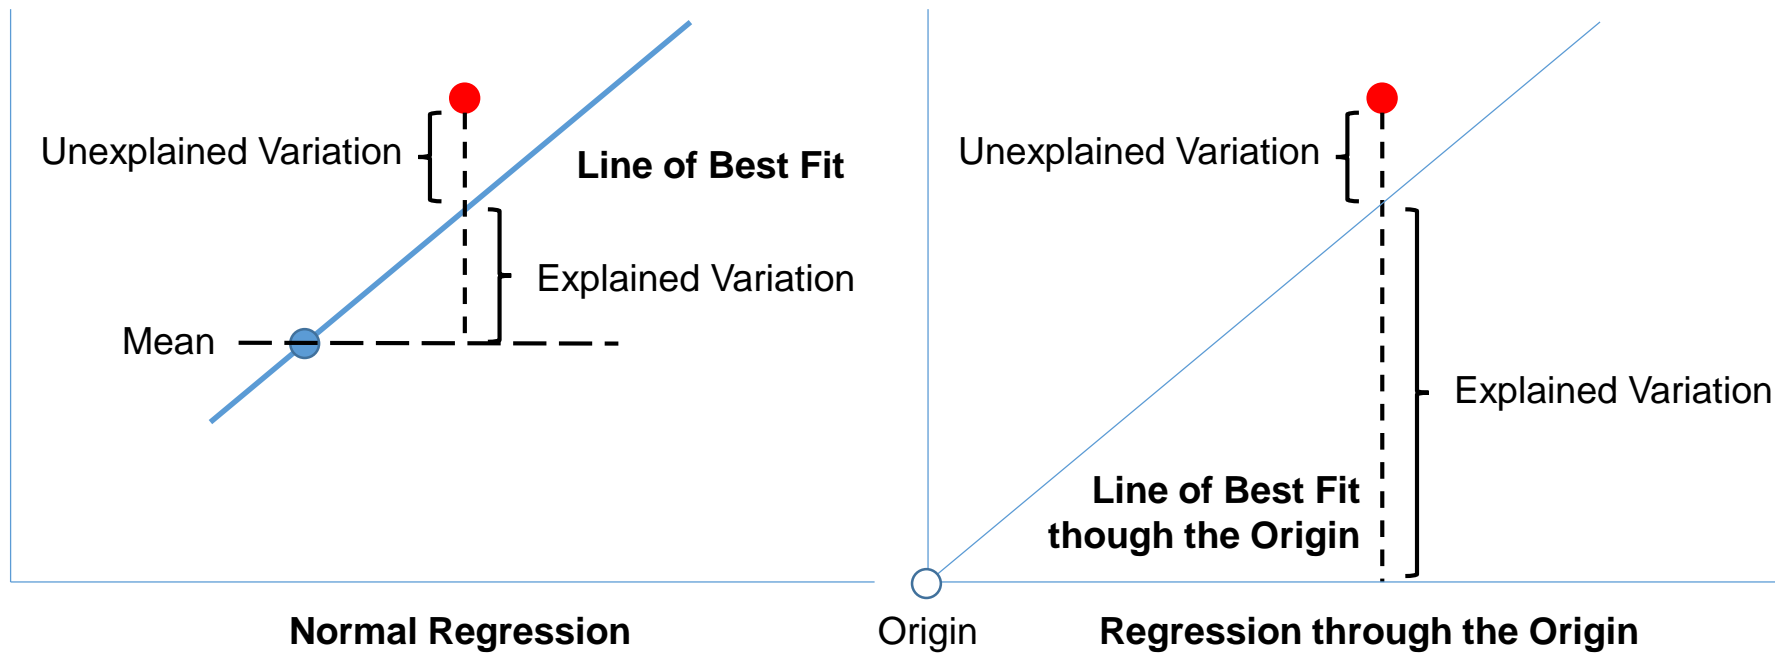 Unexplained Variation
Line of Best Fit
Explained Variation
Mean
Normal Regression
Unexplained Variation
Explained Variation
Line of Best Fit
though the Origin
Origin
Regression through the Origin